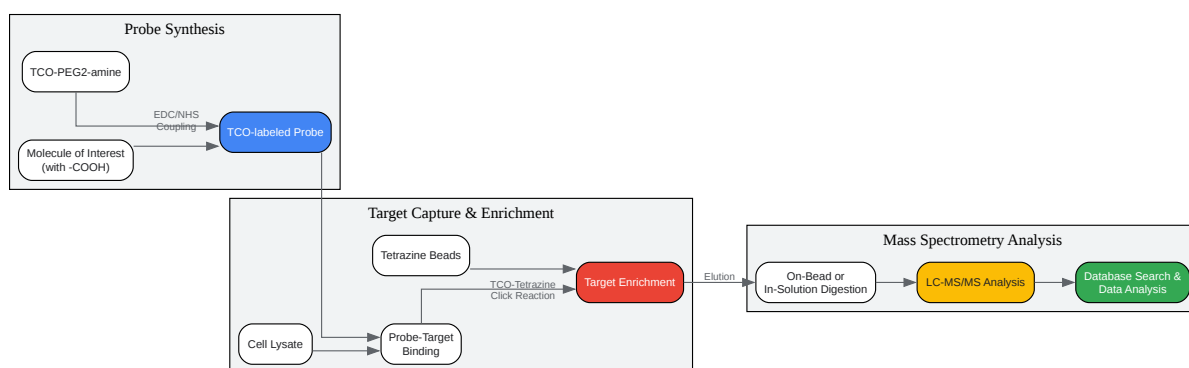 Probe Synthesis
TCO-PEG2-amine
EDC/NHS
Coupling
TCO-labeled Probe
Molecule of Interest
(with -COOH)
Target Capture & Enrichment
Tetrazine Beads
TCO-Tetrazine
Click Reaction
Target Enrichment
Cell Lysate
Probe-Target
Binding
Elution
Mass Spectrometry Analysis
On-Bead or
In-Solution Digestion
LC-MS/MS Analysis
Database Search &
Data Analysis